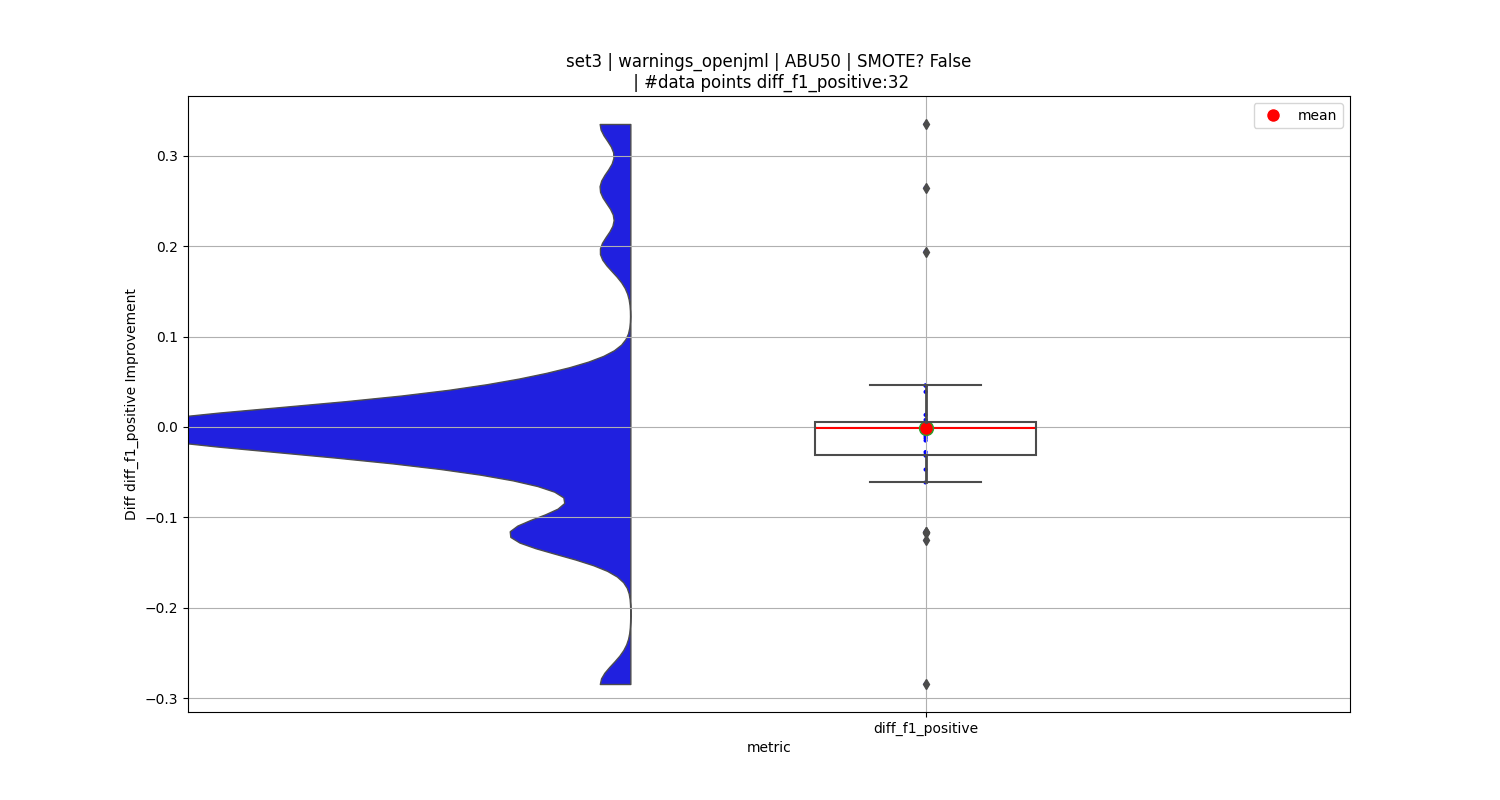 set3 | warnings_openjml | ABU50 | SMOTE? False
| #data points diff_f1_positive:32
mean
0.3
0.2
0.1
0.0
−0.1
−0.2
−0.3
Diff diff_f1_positive Improvement
diff_f1_positive
metric